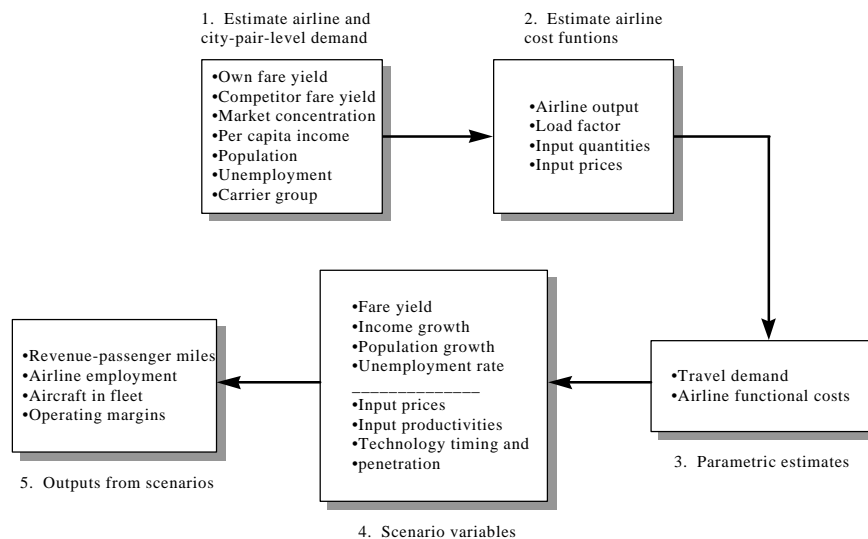 1. Estimate airline and
city-pair-level demand
•Own fare yield
•Competitor fare yield
•Market concentration
•Per capita income
•Population
•Unemployment
•Carrier group
2. Estimate airline
cost funtions
•Airline output
•Load factor
•Input quantities
•Input prices
•Travel demand
•Airline functional costs
3. Parametric estimates
•Fare yield
•Income growth
•Population growth
•Unemployment rate
______________
•Input prices
•Input productivities
•Technology timing and
•penetration
4. Scenario variables
•Revenue-passenger miles
•Airline employment
•Aircraft in fleet
•Operating margins
5. Outputs from scenarios